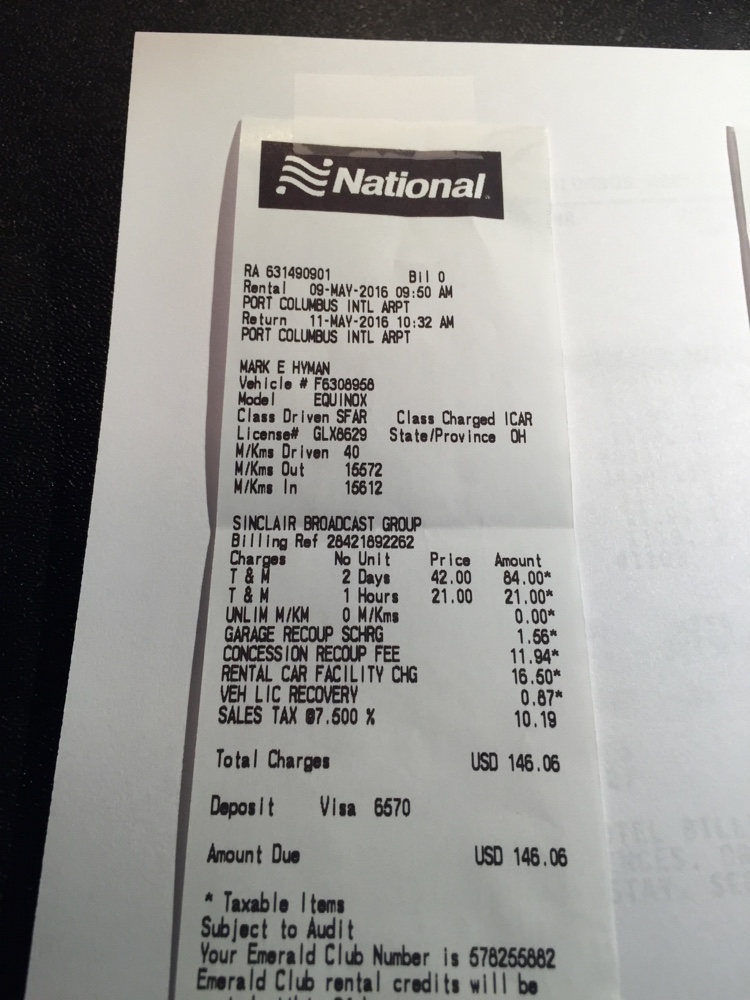 National
RA 631490901 Bil 0
Rental 09-MAY-2016 09:50 AM
PORT COLUMBUS INTL ARPT
Return 11-MAY-2016 10:32 AM
PORT COLUMBUS INTL ARPT
MARK E HYMAN
Vehicle # F6308958
Model EQUINOX
Class Driven SFAR Class Charged ICAR
License# GLX8629 State/Province OH
M/Kms Driven 40
M/Kms Out 15572
M/Kms In 15612
SINCLAIR BROADCAST GROUP
Billing Ref 28421892262
Charges No Unit Price Amount
T & M 2 Days 42.00 84.00*
T & M 1 Hours 21.00 21.00*
UNLIM M/KM 0 M/Kms 0.00*
GARAGE RECOUP SCHRG 1.56*
CONCESSION RECOUP FEE 11.94*
RENTAL CAR FACILITY CHG 16.50*
VEH LIC RECOVERY 0.87*
SALES TAX @7.500 % 10.19
Total Charges USD 146.06
Deposit Visa 6570
Amount Due USD 146.06
* Taxable Items
Subject to Audit
Your Emerald Club Number is 578255882
Emerald Club rental credits will be